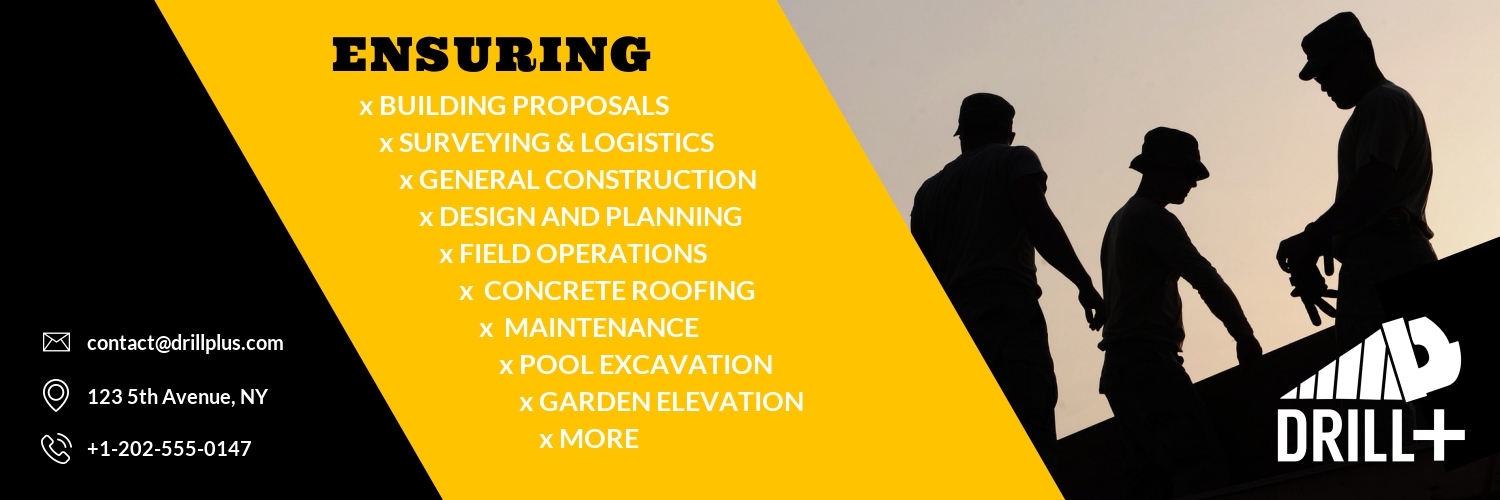 ENSURING
x BUILDING PROPOSALS
x SURVEYING & LOGISTICS
x GENERAL CONSTRUCTION
x DESIGN AND PLANNING
x FIELD OPERATIONS
x CONCRETE ROOFING
x MAINTENANCE
x POOL EXCAVATION
x GARDEN ELEVATION
x MORE
contact@drillplus.com
123 5th Avenue, NY
+1-202-555-0147
DRILL+